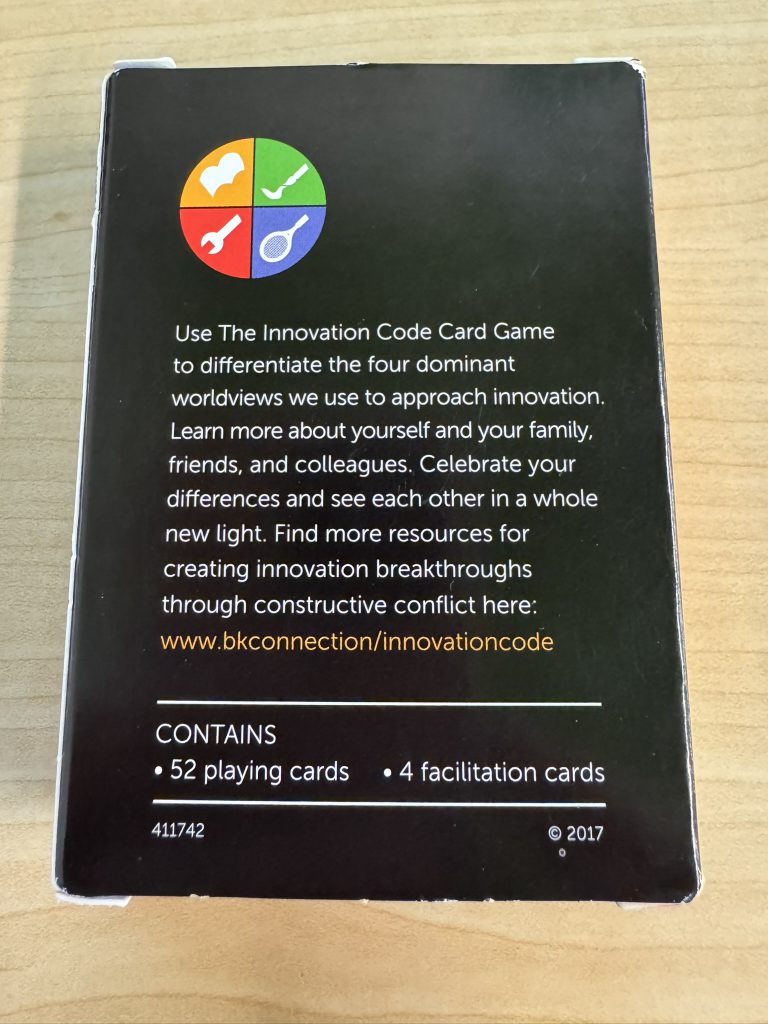 Use The Innovation Code Card Game
to differentiate the four dominant
worldviews we use to approach innovation.
Learn more about yourself and your family,
friends, and colleagues. Celebrate your
differences and see each other in a whole
new light. Find more resources for
creating innovation breakthroughs
through constructive conflict here:
www.bkconnection/innovationcode
CONTAINS
• 52 playing cards • 4 facilitation cards
411742 © 2017